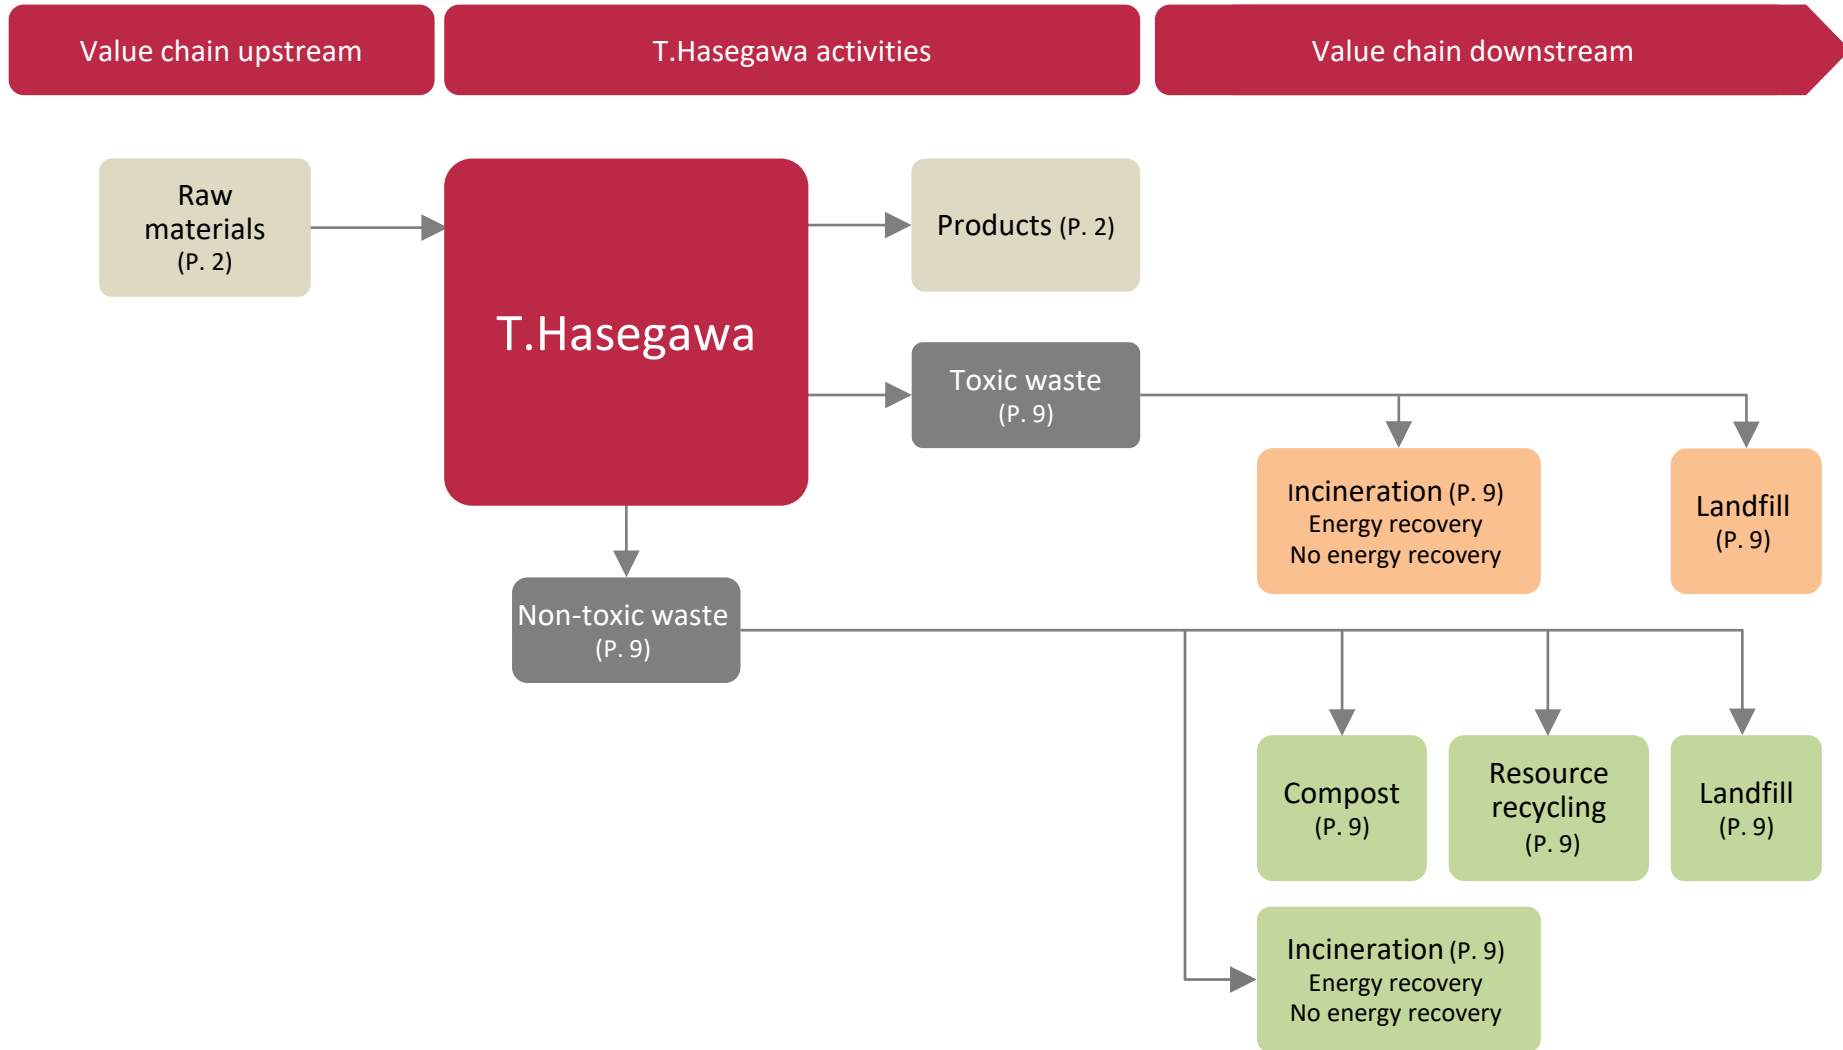 Value chain upstream
T.Hasegawa activities
Value chain downstream
Raw
materials
(P. 2)
T.Hasegawa
Products (P. 2)
Toxic waste
(P. 9)
Incineration (P. 9)
Energy recovery
No energy recovery
Landfill
(P. 9)
Non-toxic waste
(P. 9)
Compost
(P. 9)
Resource
recycling
(P. 9)
Landfill
(P. 9)
Incineration (P. 9)
Energy recovery
No energy recovery